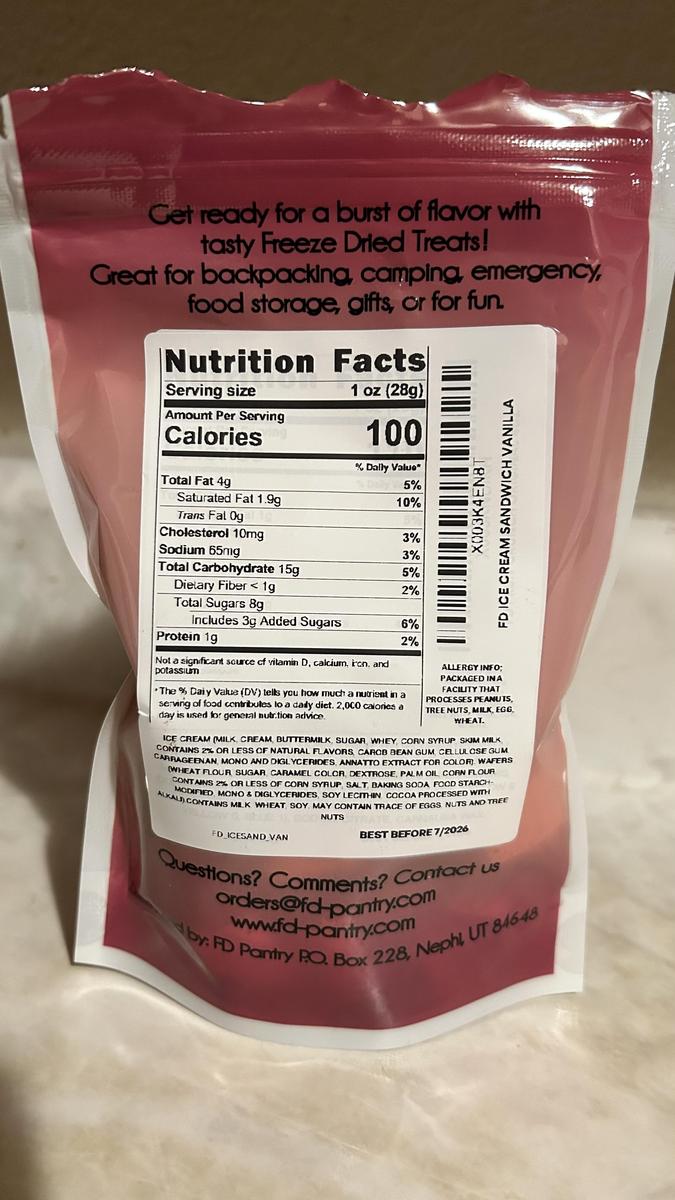 Get ready for a burst of flavor with
tasty Freeze Dried Treats!
Great for backpacking, camping, emergency,
food storage, gifts, or for fun.
Nutrition Facts
Serving size 1 oz (28g)
Amount Per Serving
Calories 100
% Daily Value*
Total Fat 4g 5%
Saturated Fat 1.9g 10%
Trans Fat 0g
Cholesterol 10mg 3%
Sodium 65mg 3%
Total Carbohydrate 15g 5%
Dietary Fiber < 1g 2%
Total Sugars 8g
Includes 3g Added Sugars 6%
Protein 1g 2%
Not a significant source of vitamin D, calcium, iron, and
potassium
*The % Daily Value (DV) tells you how much a nutrient in a
serving of food contributes to a daily diet. 2,000 calories a
day is used for general nutrition advice.
X003K4EN8T
FD ICE CREAM SANDWICH VANILLA
ALLERGY INFO:
PACKAGED IN A
FACILITY THAT
PROCESSES PEANUTS,
TREE NUTS, MILK, EGG,
WHEAT.
ICE CREAM (MILK, CREAM, BUTTERMILK, SUGAR, WHEY, CORN SYRUP, SKIM MILK,
CONTAINS 2% OR LESS OF NATURAL FLAVORS, CAROB BEAN GUM, CELLULOSE GUM,
CARRAGEENAN, MONO AND DIGLYCERIDES, ANNATTO EXTRACT FOR COLOR). WAFERS
(WHEAT FLOUR, SUGAR, CARAMEL COLOR, DEXTROSE, PALM OIL, CORN FLOUR,
CONTAINS 2% OR LESS OF CORN SYRUP, SALT, BAKING SODA, FOOD STARCH-
MODIFIED, MONO & DIGLYCERIDES, SOY LECITHIN, COCOA PROCESSED WITH
ALKALI) CONTAINS MILK, WHEAT, SOY. MAY CONTAIN TRACE OF EGGS, NUTS AND TREE
NUTS
FD_ICESAND_VAN BEST BEFORE 7/2026
Questions? Comments? Contact us
orders@fd-pantry.com
www.fd-pantry.com
by: FD Pantry P.O. Box 228, Nephi, UT 84648